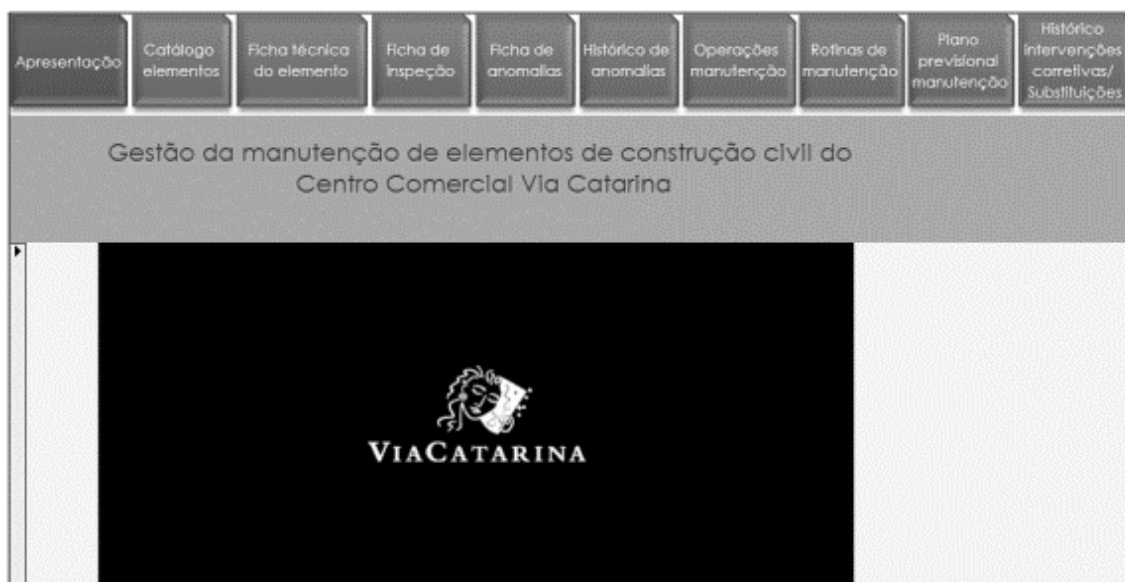 Apresentação
Catálogo
elementos
Ficha técnica
do elemento
Ficha de
inspeção
Ficha de
anomalias
Histórico de
anomalias
Operações
manutenção
Rotinas de
manutenção
Plano
previsional
manutenção
Histórico
intervenções
corretivas/
Substituições
Gestão da manutenção de elementos de construção civil do
Centro Comercial Via Catarina
VIACATARINA